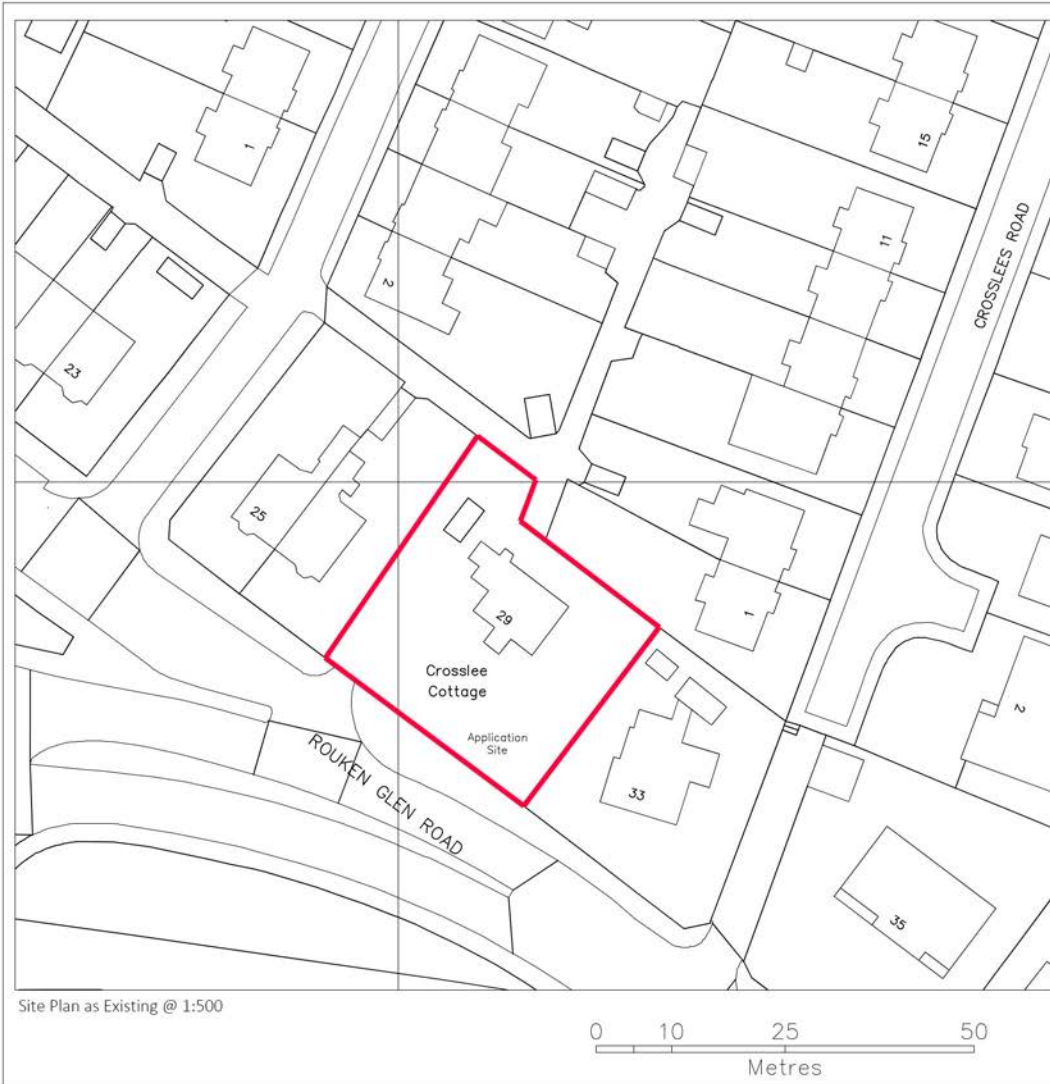 1
15
11
CROSSLEES ROAD
2
23
25
29
1
Crosslee
Cottage
Application
Site
2
ROUKEN GLEN ROAD
33
35
Site Plan as Existing @ 1:500
0 10 25 50
Metres